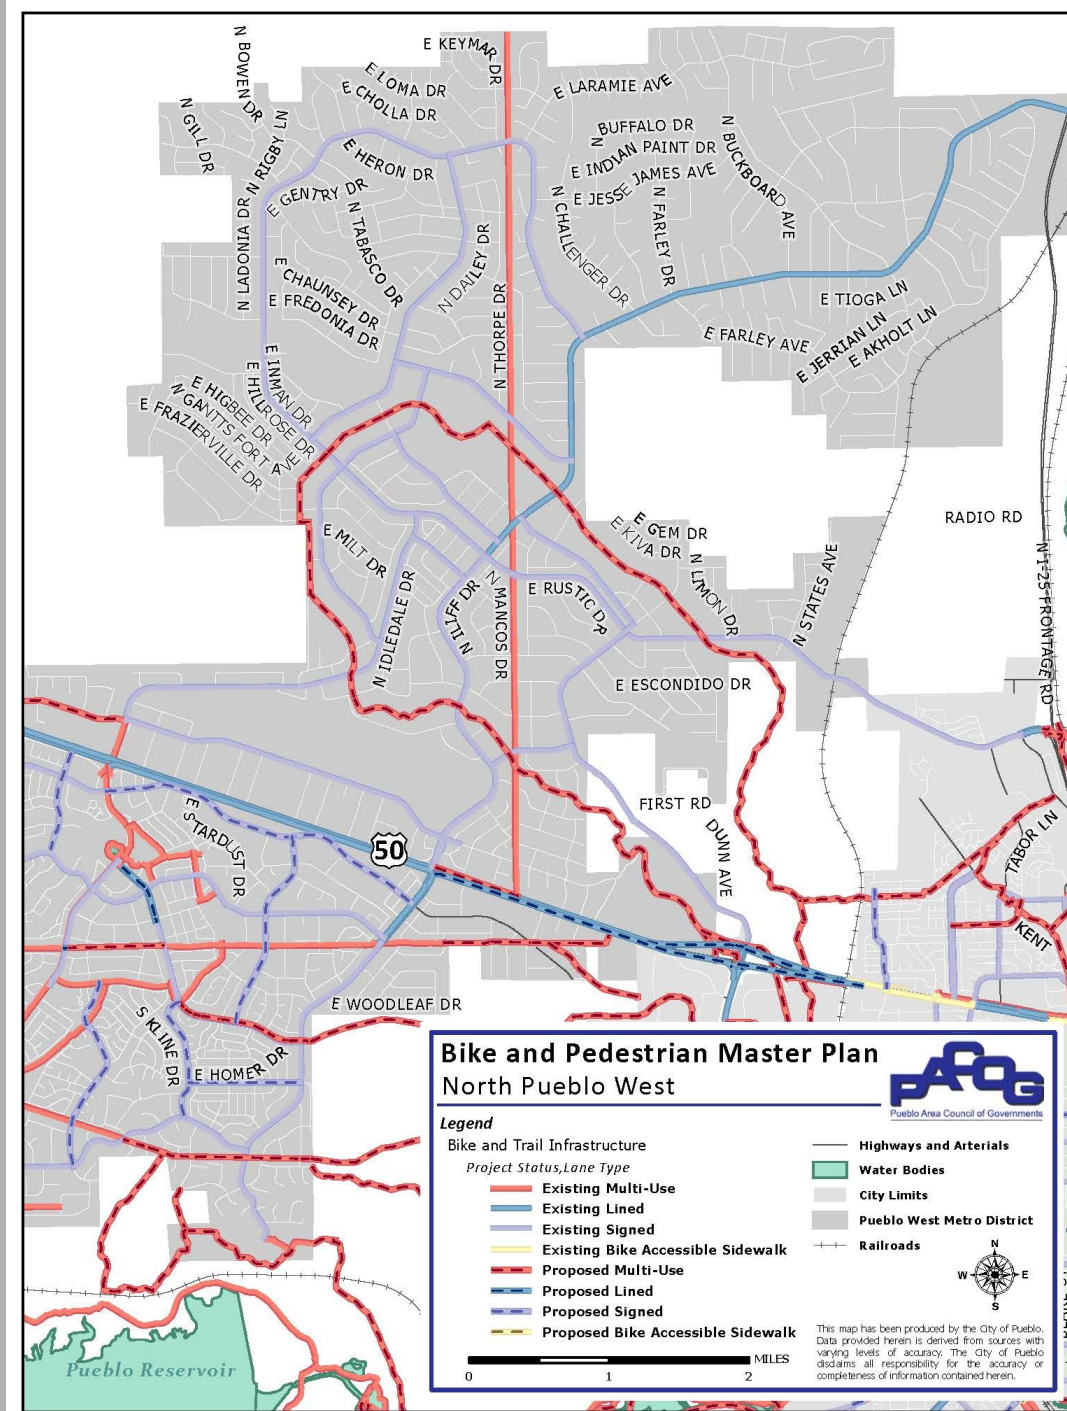 N BOWEN DR
E KEYMAR DR
E LOMA DR
E CHOLLA DR
E LARAMIE AVE
N GILL DR
N RIGBY LN
BUFFALO DR
N
E INDIAN PAINT DR
E JESSE JAMES AVE
N BUCKBOARD AVE
E HERON DR
E GENTRY DR
N TABASCO DR
N LADONIA DR
N DAILEY DR
N CHALLENGER DR
N FARLEY DR
E CHAUNSEY DR
E FREDONIA DR
N THORPE DR
E TIOGA LN
E FARLEY AVE
E JERRIAN LN
E AKHOLT LN
E INMAN DR
E HILLROSE DR
E HIGBEE DR
N GANTTS FORT AVE
E FRAZIERVILLE DR
RADIO RD
E GEM DR
E KIVA DR
N LIMON DR
N STATES AVE
N I-25 FRONTAGE RD
E MILT DR
N IDLEDALE DR
N ILIFF DR
N MANCOS DR
E RUSTIC DR
E ESCONDIDO DR
FIRST RD
DUNN AVE
TABOR LN
KENT
50
E STARDUST DR
E WOODLEAF DR
S KLINE DR
E HOMER DR
Pueblo Reservoir
Bike and Pedestrian Master Plan
North Pueblo West
PACOG
Pueblo Area Council of Governments
Legend
Bike and Trail Infrastructure
Project Status,Lane Type
Existing Multi-Use
Existing Lined
Existing Signed
Existing Bike Accessible Sidewalk
Proposed Multi-Use
Proposed Lined
Proposed Signed
Proposed Bike Accessible Sidewalk
Highways and Arterials
Water Bodies
City Limits
Pueblo West Metro District
Railroads
N
W E
S
MILES
0 1 2
This map has been produced by the City of Pueblo.
Data provided herein is derived from sources with
varying levels of accuracy. The City of Pueblo
disclaims all responsibility for the accuracy or
completeness of information contained herein.